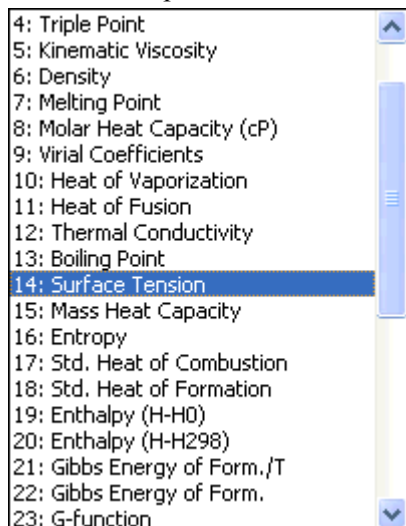 4: Triple Point
5: Kinematic Viscosity
6: Density
7: Melting Point
8: Molar Heat Capacity (cP)
9: Virial Coefficients
10: Heat of Vaporization
11: Heat of Fusion
12: Thermal Conductivity
13: Boiling Point
14: Surface Tension
15: Mass Heat Capacity
16: Entropy
17: Std. Heat of Combustion
18: Std. Heat of Formation
19: Enthalpy (H-H0)
20: Enthalpy (H-H298)
21: Gibbs Energy of Form./T
22: Gibbs Energy of Form.
23: G-function